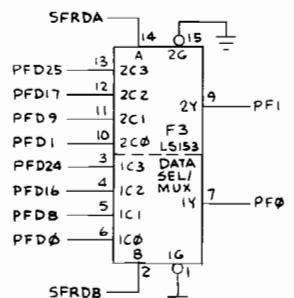 SFRDA
14 15
A 2G
PFD25 13 2C3
PFD17 12 2C2
PFD9 11 2C1 2Y 9 PF1
PFD1 10 2CØ F3
LS153
PFD24 3 1C3 DATA
PFD16 4 1C2 SEL/
MUX
PFD8 5 1C1 1Y 7 PFØ
PFDØ 6 1CØ
B 1G
2 1
SFRDB